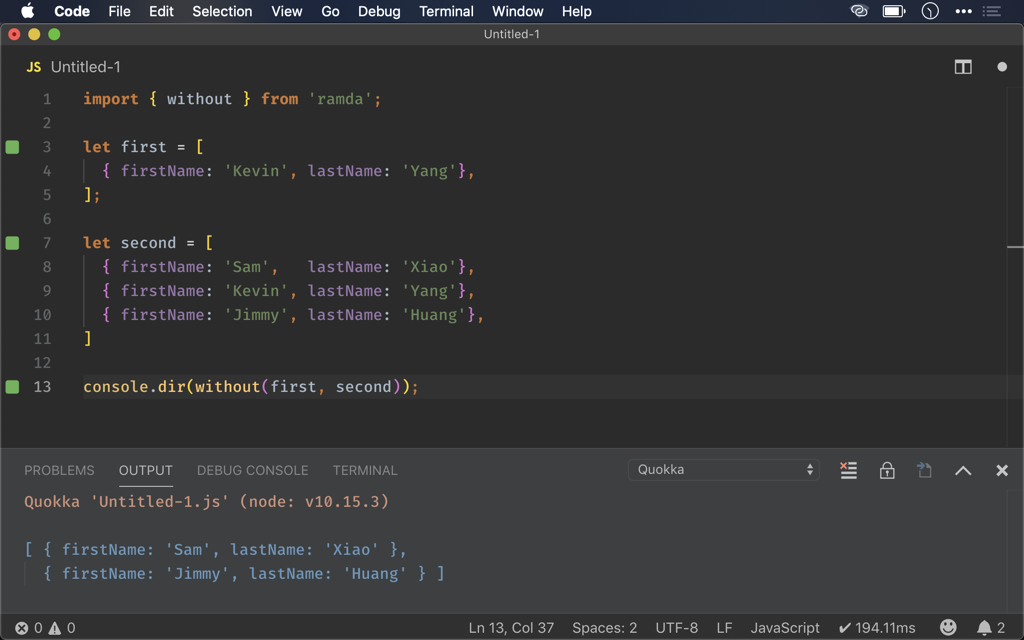 Code File Edit Selection View Go Debug Terminal Window Help
Untitled-1
JS Untitled-1
1 import { without } from 'ramda';
2
3 let first = [
4 { firstName: 'Kevin', lastName: 'Yang'},
5 ];
6
7 let second = [
8 { firstName: 'Sam',   lastName: 'Xiao'},
9 { firstName: 'Kevin', lastName: 'Yang'},
10 { firstName: 'Jimmy', lastName: 'Huang'},
11 ]
12
13 console.dir(without(first, second));
PROBLEMS OUTPUT DEBUG CONSOLE TERMINAL Quokka
Quokka 'Untitled-1.js' (node: v10.15.3)
[ { firstName: 'Sam', lastName: 'Xiao' },
{ firstName: 'Jimmy', lastName: 'Huang' } ]
0 0 Ln 13, Col 37 Spaces: 2 UTF-8 LF JavaScript ✔ 194.11ms 2